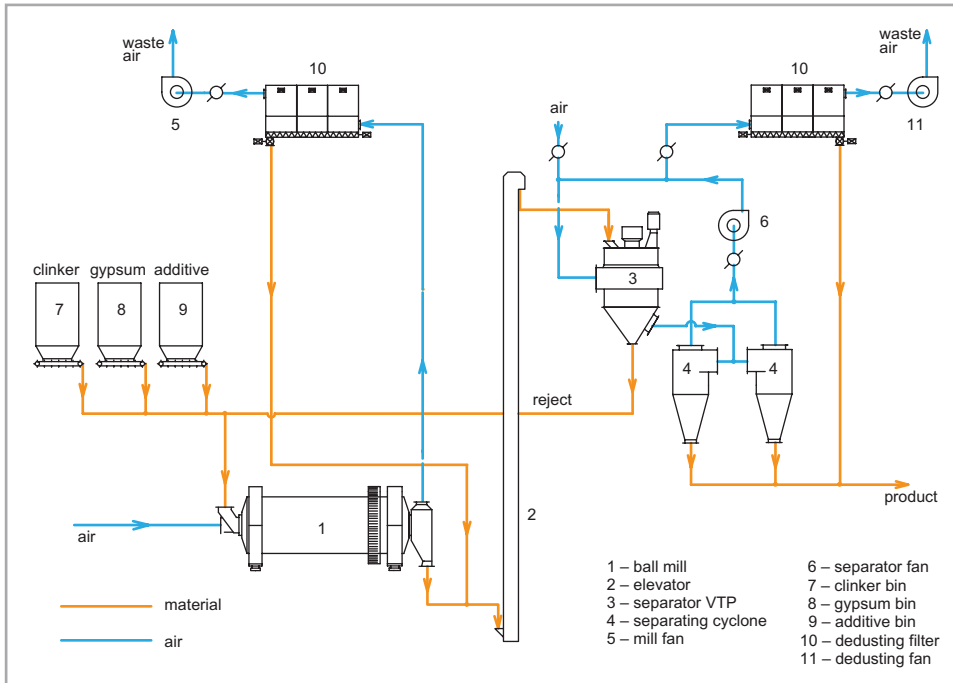 waste
air
10
5
waste
air
10
11
air
6
clinker gypsum additive
7
8
9
3
4
4
reject
product
1
2
air
material
air
1 – ball mill
2 – elevator
3 – separator VTP
4 – separating cyclone
5 – mill fan
6 – separator fan
7 – clinker bin
8 – gypsum bin
9 – additive bin
10 – dedusting filter
11 – dedusting fan